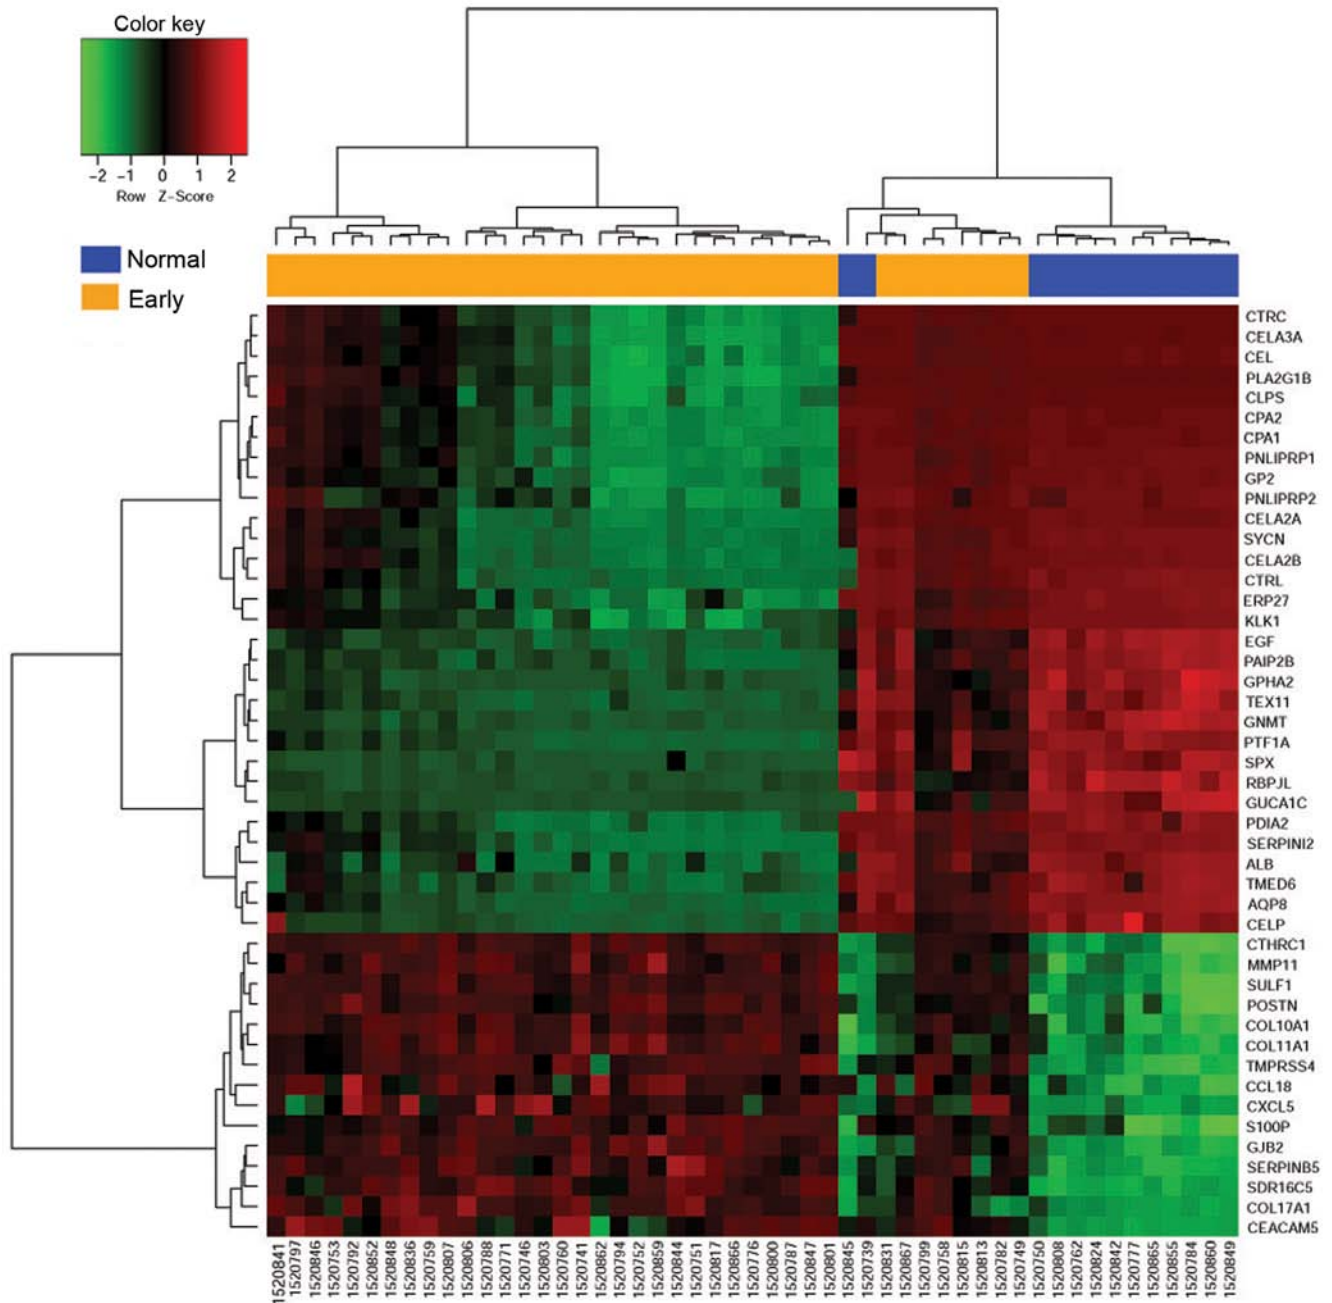 Color key
-2 -1 0 1 2
Row Z-Score
Normal
Early
CTRC
CELA3A
CEL
PLA2G1B
CLPS
CPA2
CPA1
PNLIPRP1
GP2
PNLIPRP2
CELA2A
SYCN
CELA2B
CTRL
ERP27
KLK1
EGF
PAIP2B
GPHA2
TEX11
GNMT
PTF1A
SPX
RBPJL
GUCA1C
PDIA2
SERPINI2
ALB
TMED6
AQP8
CELP
CTHRC1
MMP11
SULF1
POSTN
COL10A1
COL11A1
TMPRSS4
CCL18
CXCL5
S100P
GJB2
SERPINB5
SDR16C5
COL17A1
CEACAM5
1520841
1520797
1520846
1520753
1520792
1520852
1520848
1520836
1520759
1520807
1520806
1520788
1520771
1520746
1520803
1520760
1520741
1520862
1520794
1520752
1520859
1520844
1520751
1520817
1520866
1520776
1520800
1520787
1520847
1520801
1520845
1520739
1520831
1520867
1520799
1520758
1520815
1520813
1520782
1520749
1520750
1520808
1520762
1520824
1520842
1520777
1520865
1520855
1520784
1520860
1520849